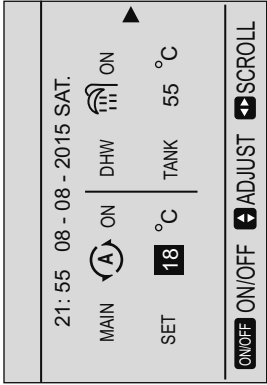 21: 55 08 - 08 - 2015 SAT.
MAIN A ON DHW ON
SET 18 °C TANK 55 °C
ON/OFF ON/OFF ADJUST SCROLL